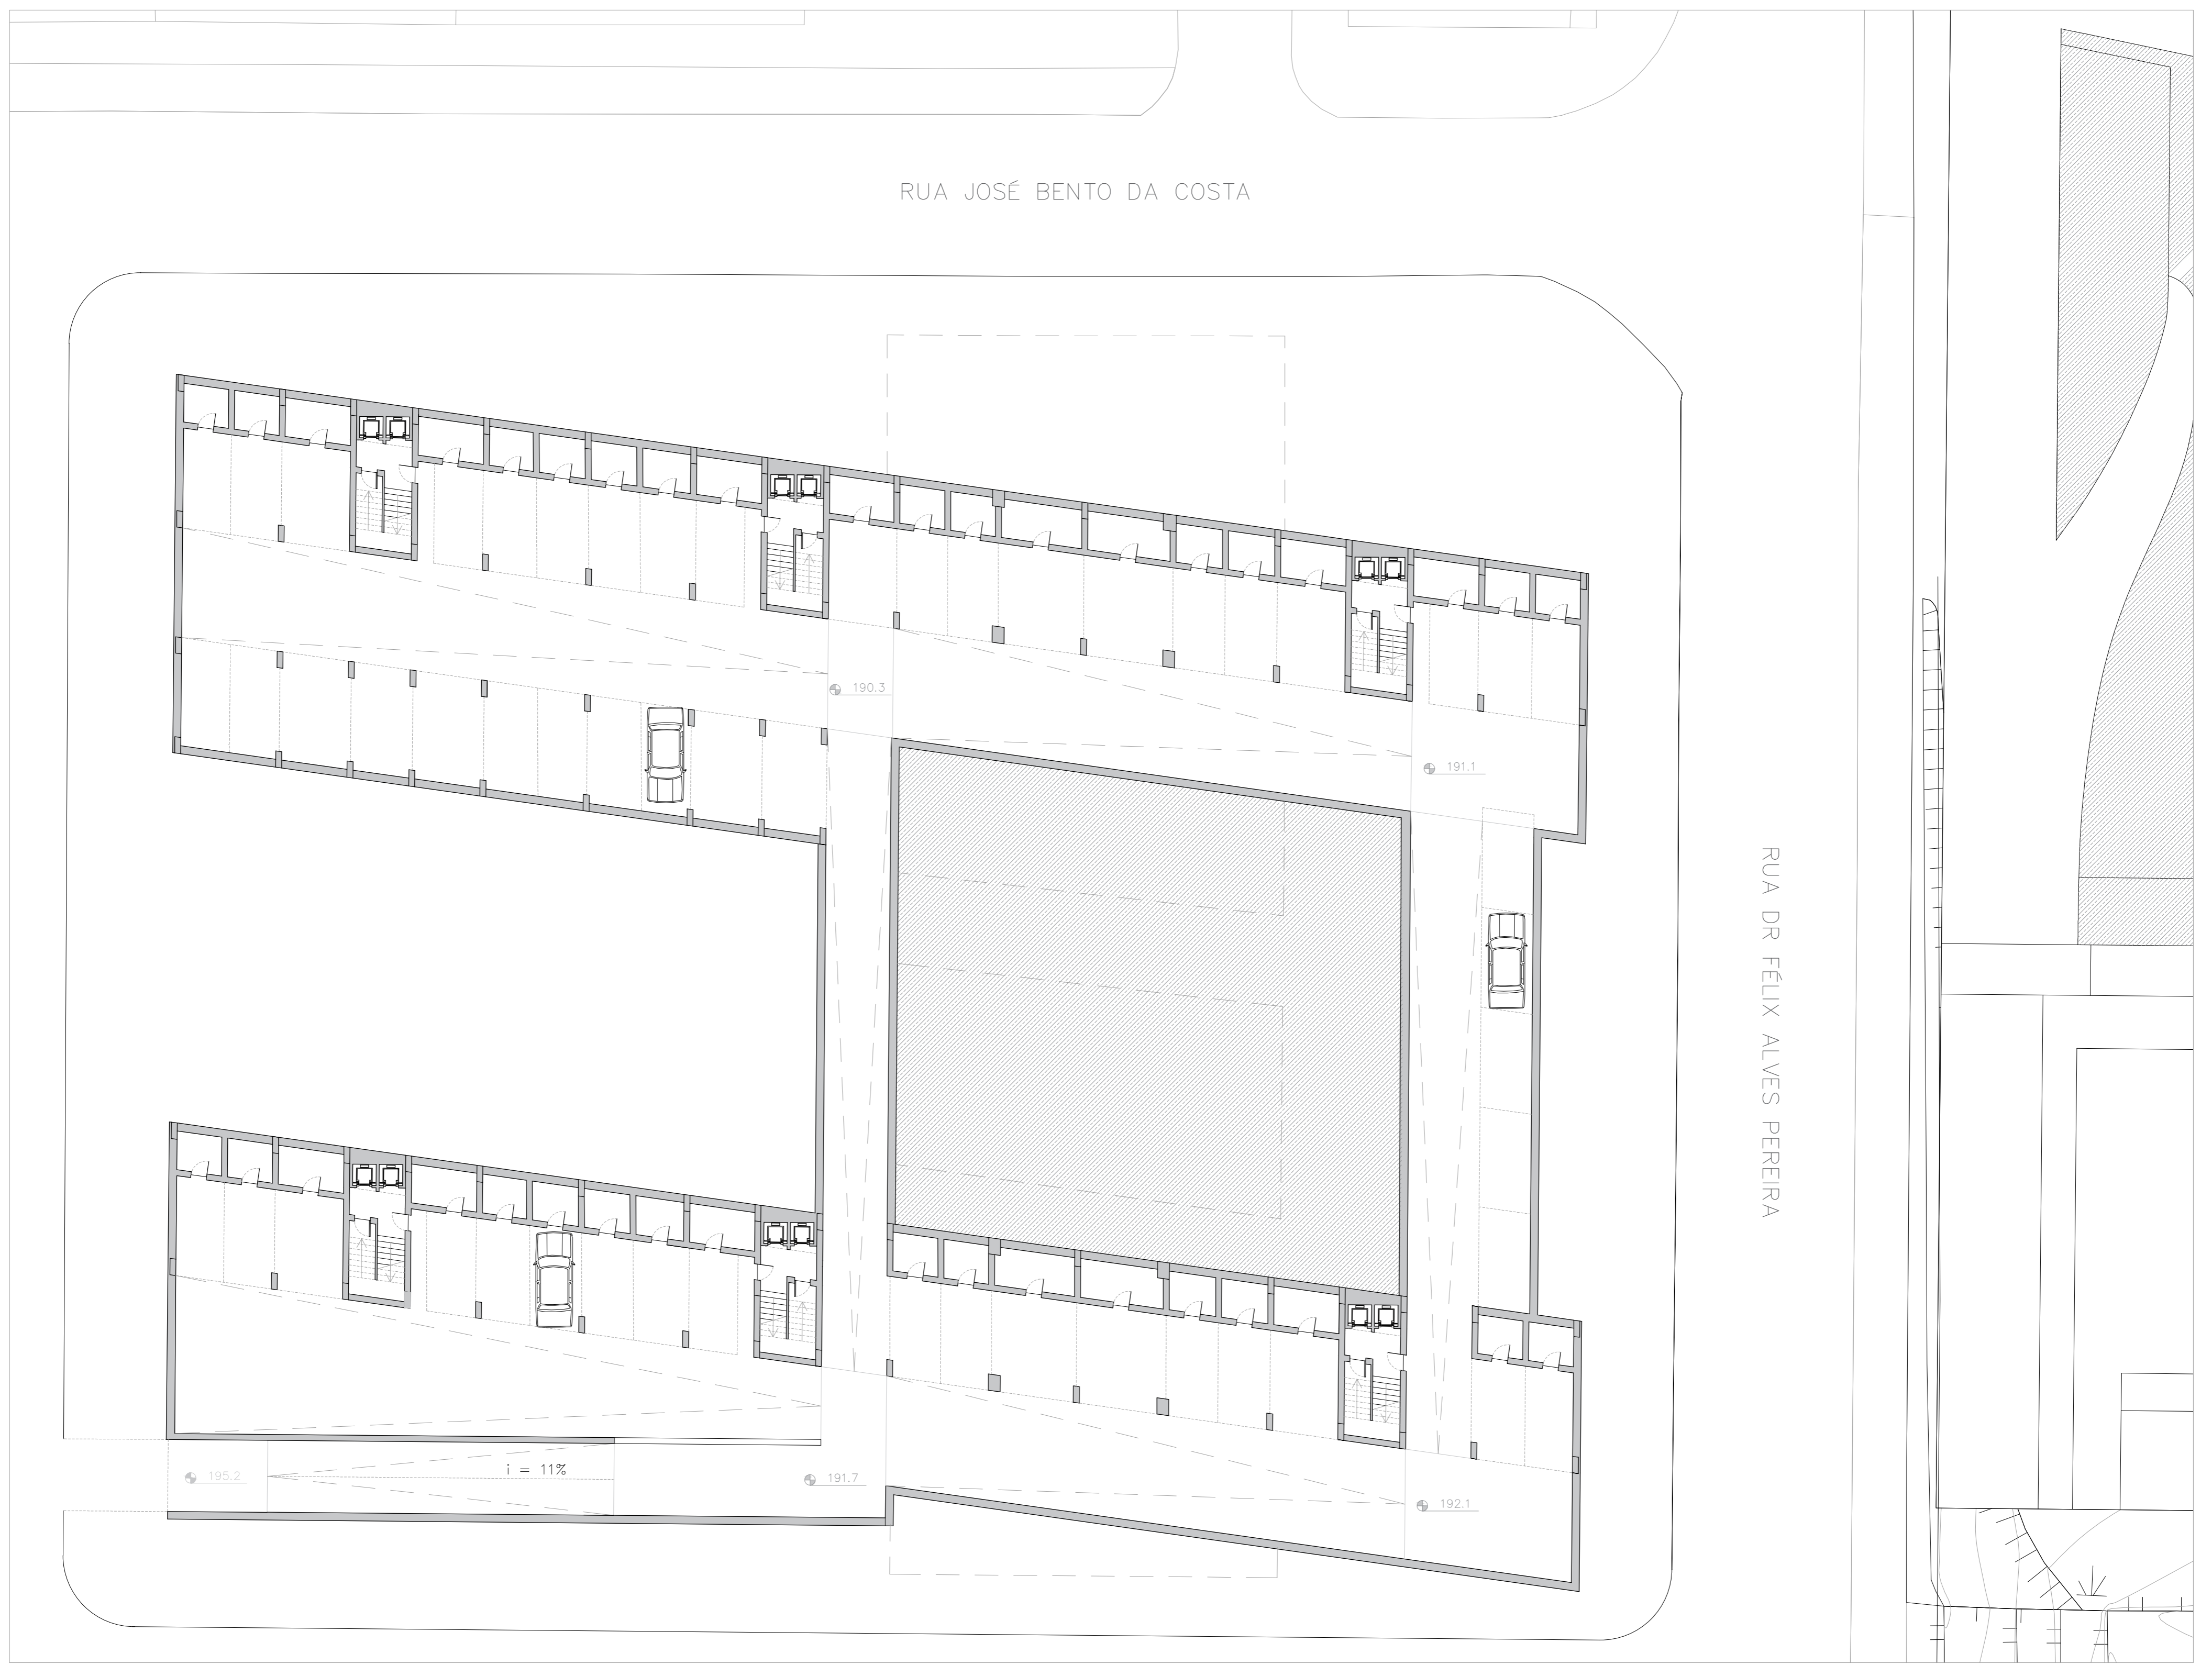 RUA JOSÉ BENTO DA COSTA
190.3
191.1
RUA DR FÉLIX ALVES PEREIRA
195.2
i = 11%
191.7
192.1